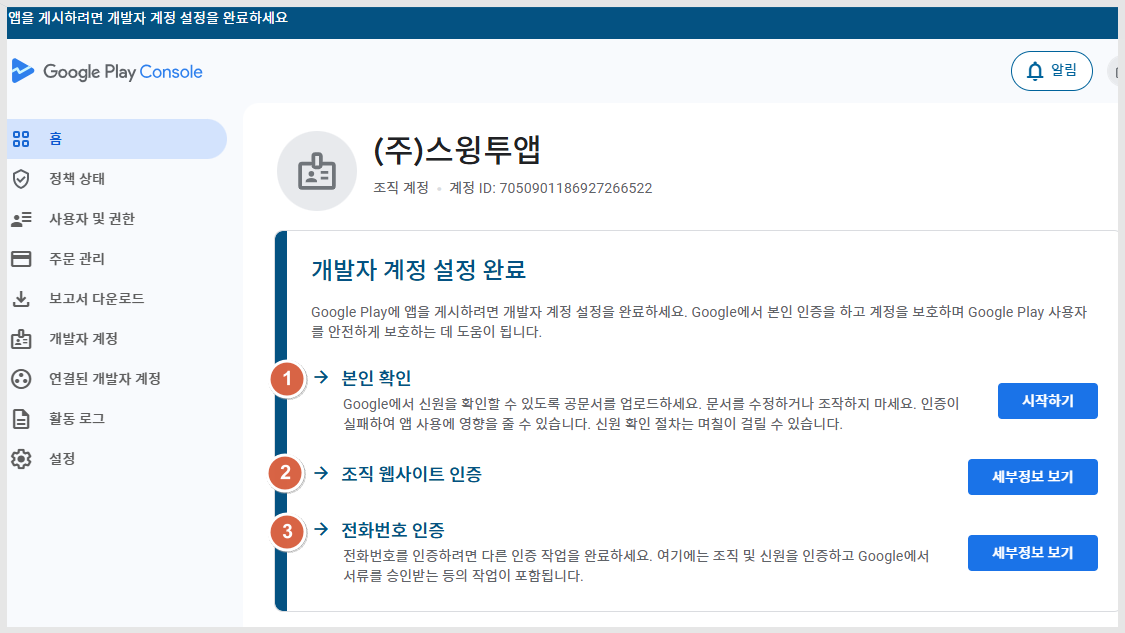 앱을 게시하려면 개발자 계정 설정을 완료하세요
Google Play Console
알림
홈
정책 상태
사용자 및 권한
주문 관리
보고서 다운로드
개발자 계정
연결된 개발자 계정
활동 로그
설정
(주)스윙투앱
조직 계정 • 계정 ID: 7050901186927266522
개발자 계정 설정 완료
Google Play에 앱을 게시하려면 개발자 계정 설정을 완료하세요. Google에서 본인 인증을 하고 계정을 보호하며 Google Play 사용자
를 안전하게 보호하는 데 도움이 됩니다.
1 → 본인 확인
Google에서 신원을 확인할 수 있도록 공문서를 업로드하세요. 문서를 수정하거나 조작하지 마세요. 인증이
실패하여 앱 사용에 영향을 줄 수 있습니다. 신원 확인 절차는 며칠이 걸릴 수 있습니다.
시작하기
2 → 조직 웹사이트 인증
세부정보 보기
3 → 전화번호 인증
전화번호를 인증하려면 다른 인증 작업을 완료하세요. 여기에는 조직 및 신원을 인증하고 Google에서
서류를 승인받는 등의 작업이 포함됩니다.
세부정보 보기